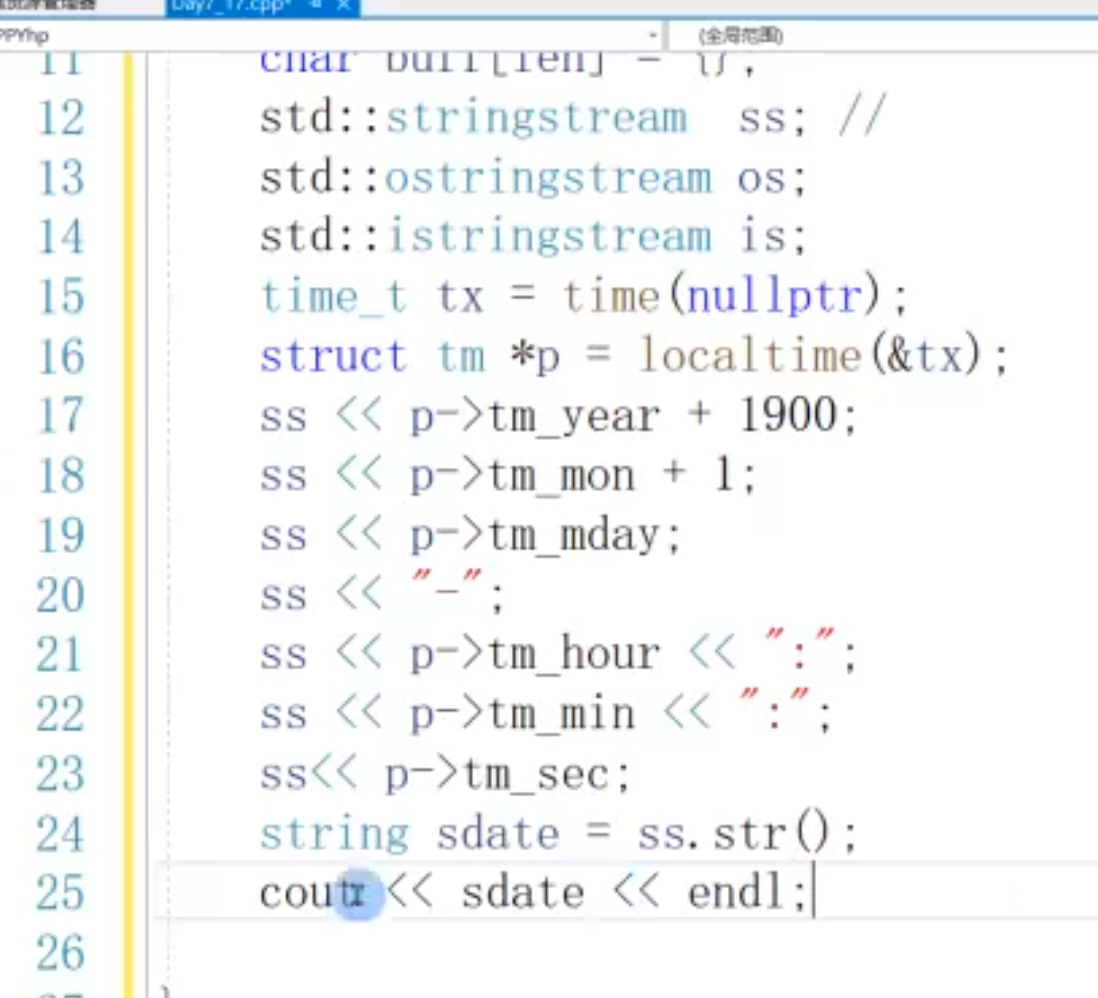 Day7_17.cpp*
PPYhp (全局范围)
11 char buff[len] = {};
12 std::stringstream ss; //
13 std::ostringstream os;
14 std::istringstream is;
15 time_t tx = time(nullptr);
16 struct tm *p = localtime(&tx);
17 ss << p->tm_year + 1900;
18 ss << p->tm_mon + 1;
19 ss << p->tm_mday;
20 ss << "-";
21 ss << p->tm_hour << ":";
22 ss << p->tm_min << ":";
23 ss<< p->tm_sec;
24 string sdate = ss.str();
25 cout << sdate << endl;
26
27 }